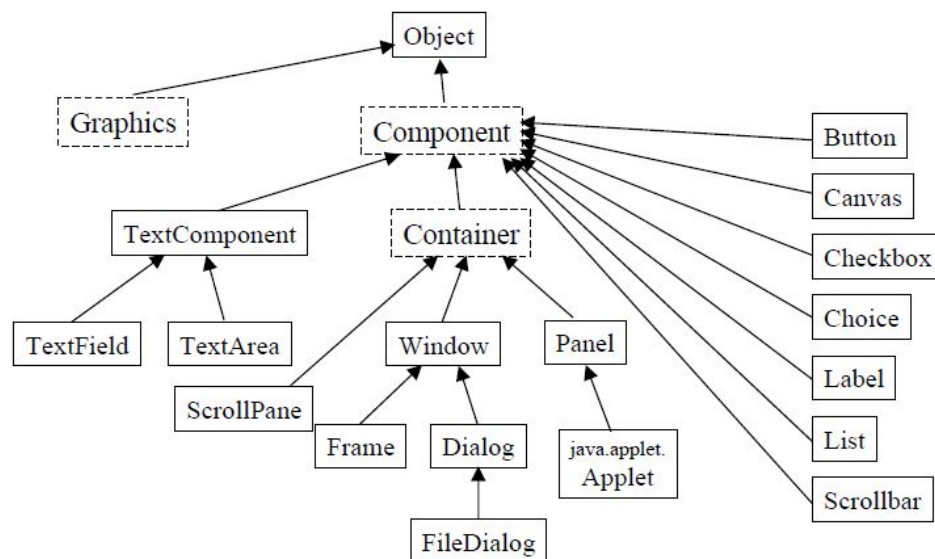 Object
Graphics
Component
Button
Canvas
TextComponent
Container
Checkbox
Choice
TextField
TextArea
Window
Panel
Label
ScrollPane
Frame
Dialog
java.applet.
Applet
List
Scrollbar
FileDialog